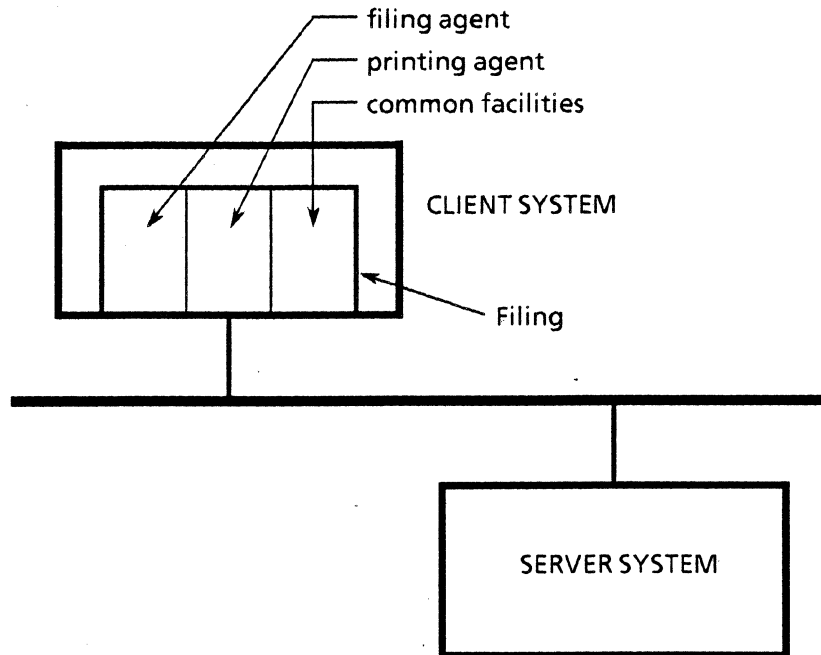 filing agent
printing agent
common facilities
CLIENT SYSTEM
Filing
SERVER SYSTEM